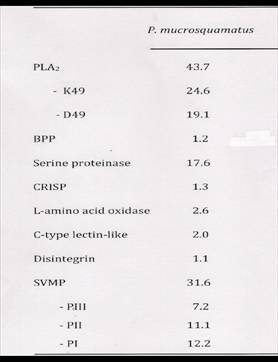 P. mucrosquamatus
PLA₂ 43.7
- K49 24.6
- D49 19.1
BPP 1.2
Serine proteinase 17.6
CRISP 1.3
L-amino acid oxidase 2.6
C-type lectin-like 2.0
Disintegrin 1.1
SVMP 31.6
- PIII 7.2
- PII 11.1
- PI 12.2